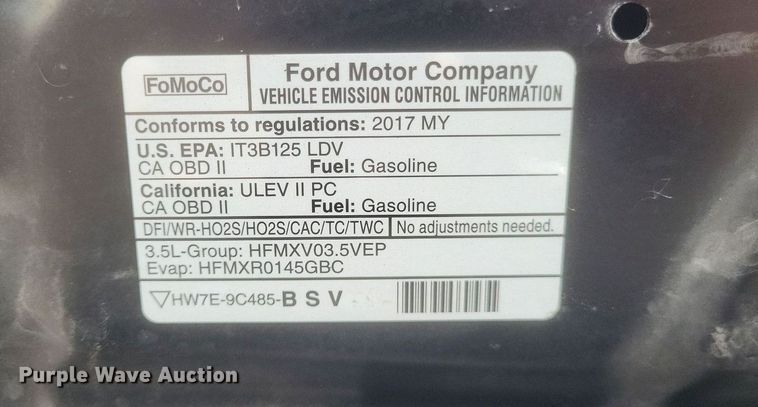 FoMoCo
Ford Motor Company
VEHICLE EMISSION CONTROL INFORMATION
Conforms to regulations: 2017 MY
U.S. EPA: IT3B125 LDV
CA OBD II Fuel: Gasoline
California: ULEV II PC
CA OBD II Fuel: Gasoline
DFI/WR-HO2S/HO2S/CAC/TC/TWC No adjustments needed.
3.5L-Group: HFMXV03.5VEP
Evap: HFMXR0145GBC
HW7E-9C485-B S V
Purple Wave Auction